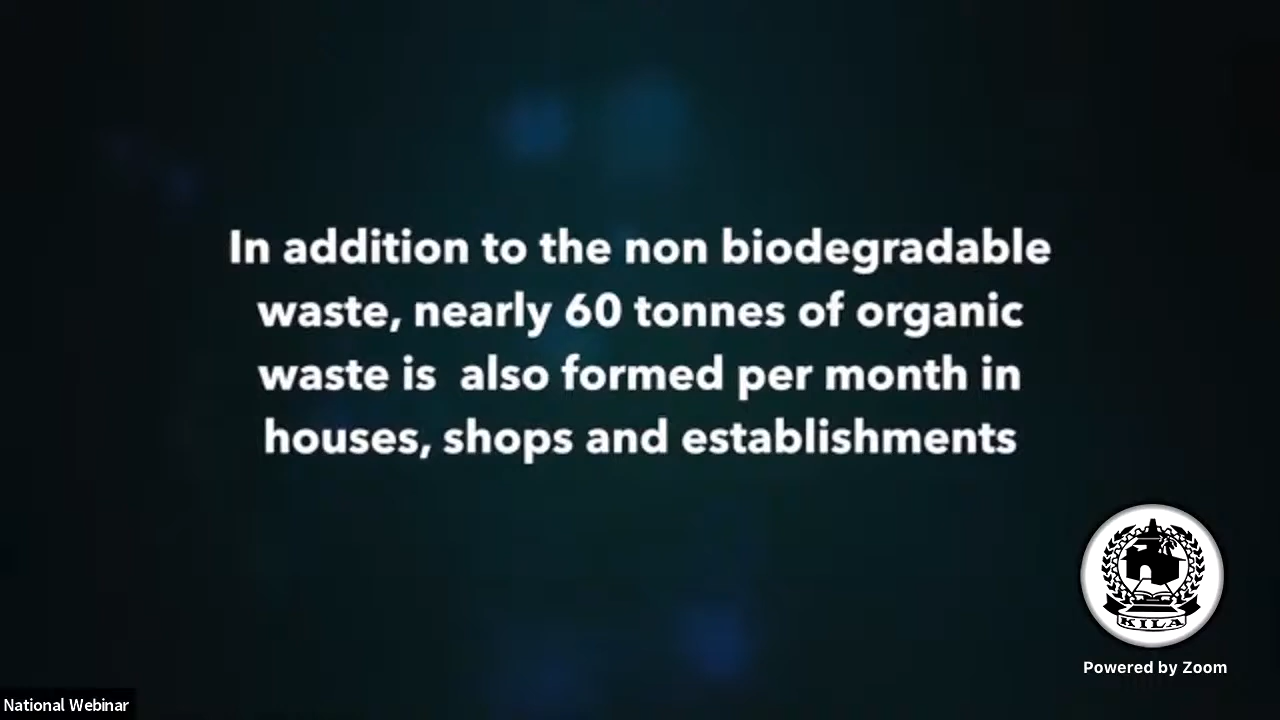 In addition to the non biodegradable
waste, nearly 60 tonnes of organic
waste is  also formed per month in
houses, shops and establishments
KILA
Powered by Zoom
National Webinar